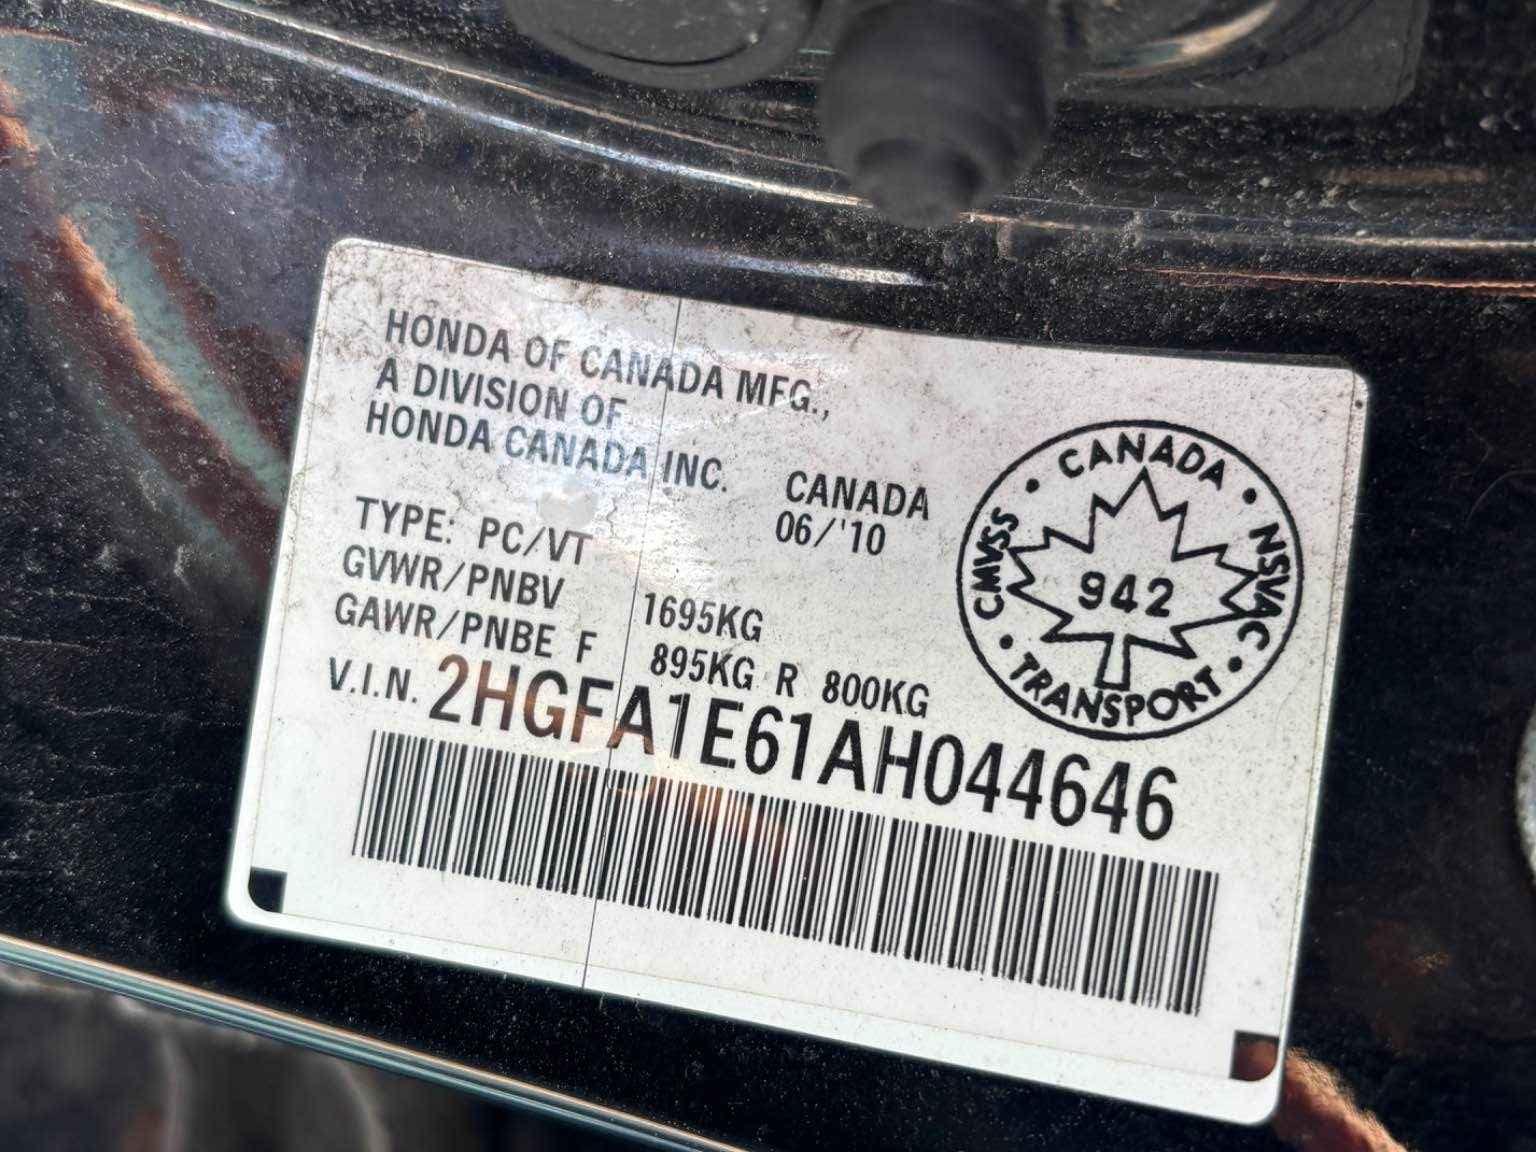 HONDA OF CANADA MFG.,
A DIVISION OF
HONDA CANADA INC.
CANADA
06/'10
TYPE: PC/VT
GVWR/PNBV 1695KG
GAWR/PNBE F 895KG R 800KG
V.I.N. 2HGFA1E61AH044646
CANADA
CMVSS
942
NSVAC
TRANSPORT